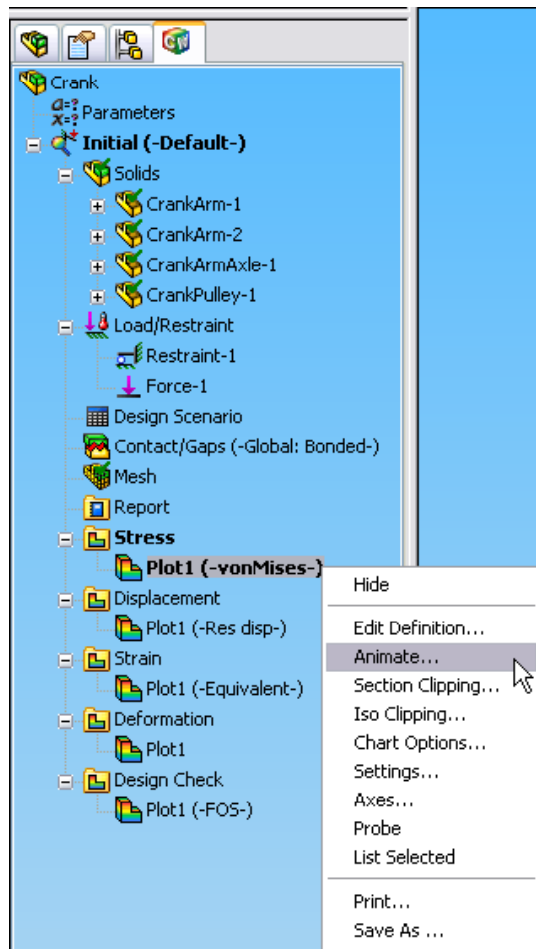 Crank
Parameters
Initial (-Default-)
Solids
CrankArm-1
CrankArm-2
CrankArmAxle-1
CrankPulley-1
Load/Restraint
Restraint-1
Force-1
Design Scenario
Contact/Gaps (-Global: Bonded-)
Mesh
Report
Stress
Plot1 (-vonMises-)
Displacement
Plot1 (-Res disp-)
Strain
Plot1 (-Equivalent-)
Deformation
Plot1
Design Check
Plot1 (-FOS-)
Hide
Edit Definition...
Animate...
Section Clipping...
Iso Clipping...
Chart Options...
Settings...
Axes...
Probe
List Selected
Print...
Save As ...